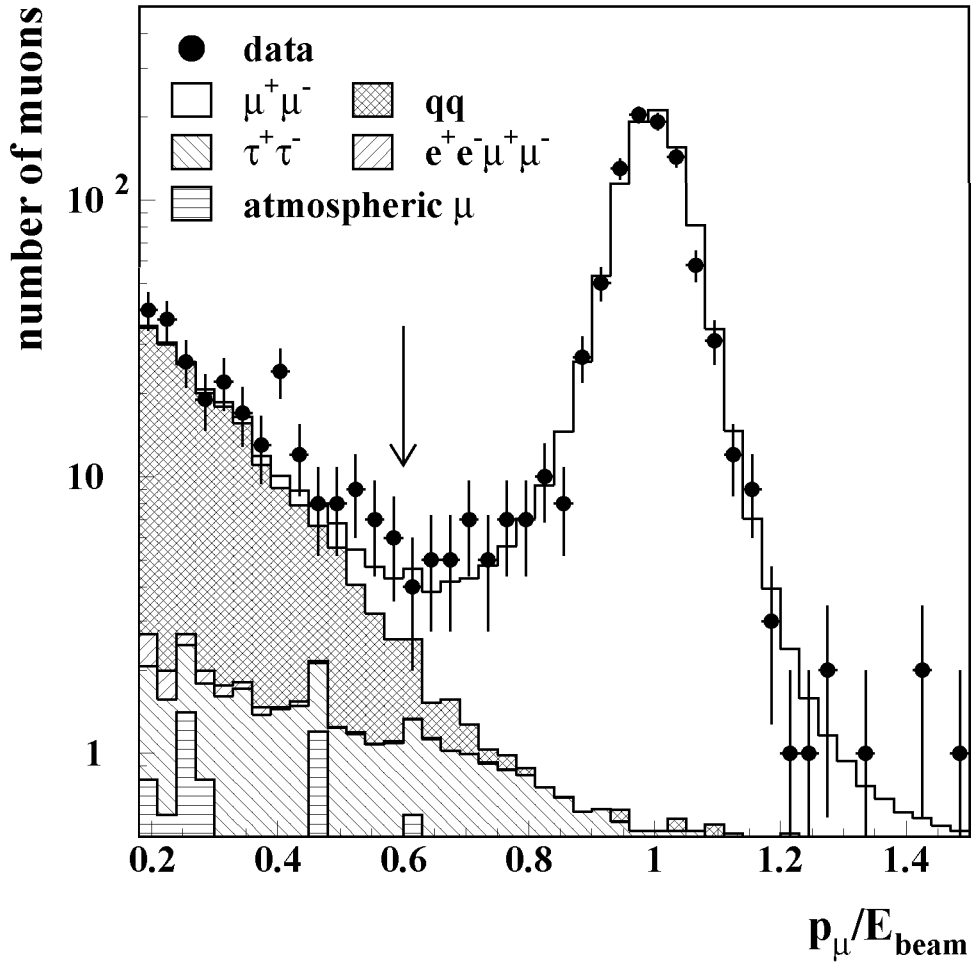 number of muons
data
μ⁺μ⁻ qq
τ⁺τ⁻ e⁺e⁻μ⁺μ⁻
atmospheric μ
10²
10
1
0.2 0.4 0.6 0.8 1 1.2 1.4
p_μ/E_beam